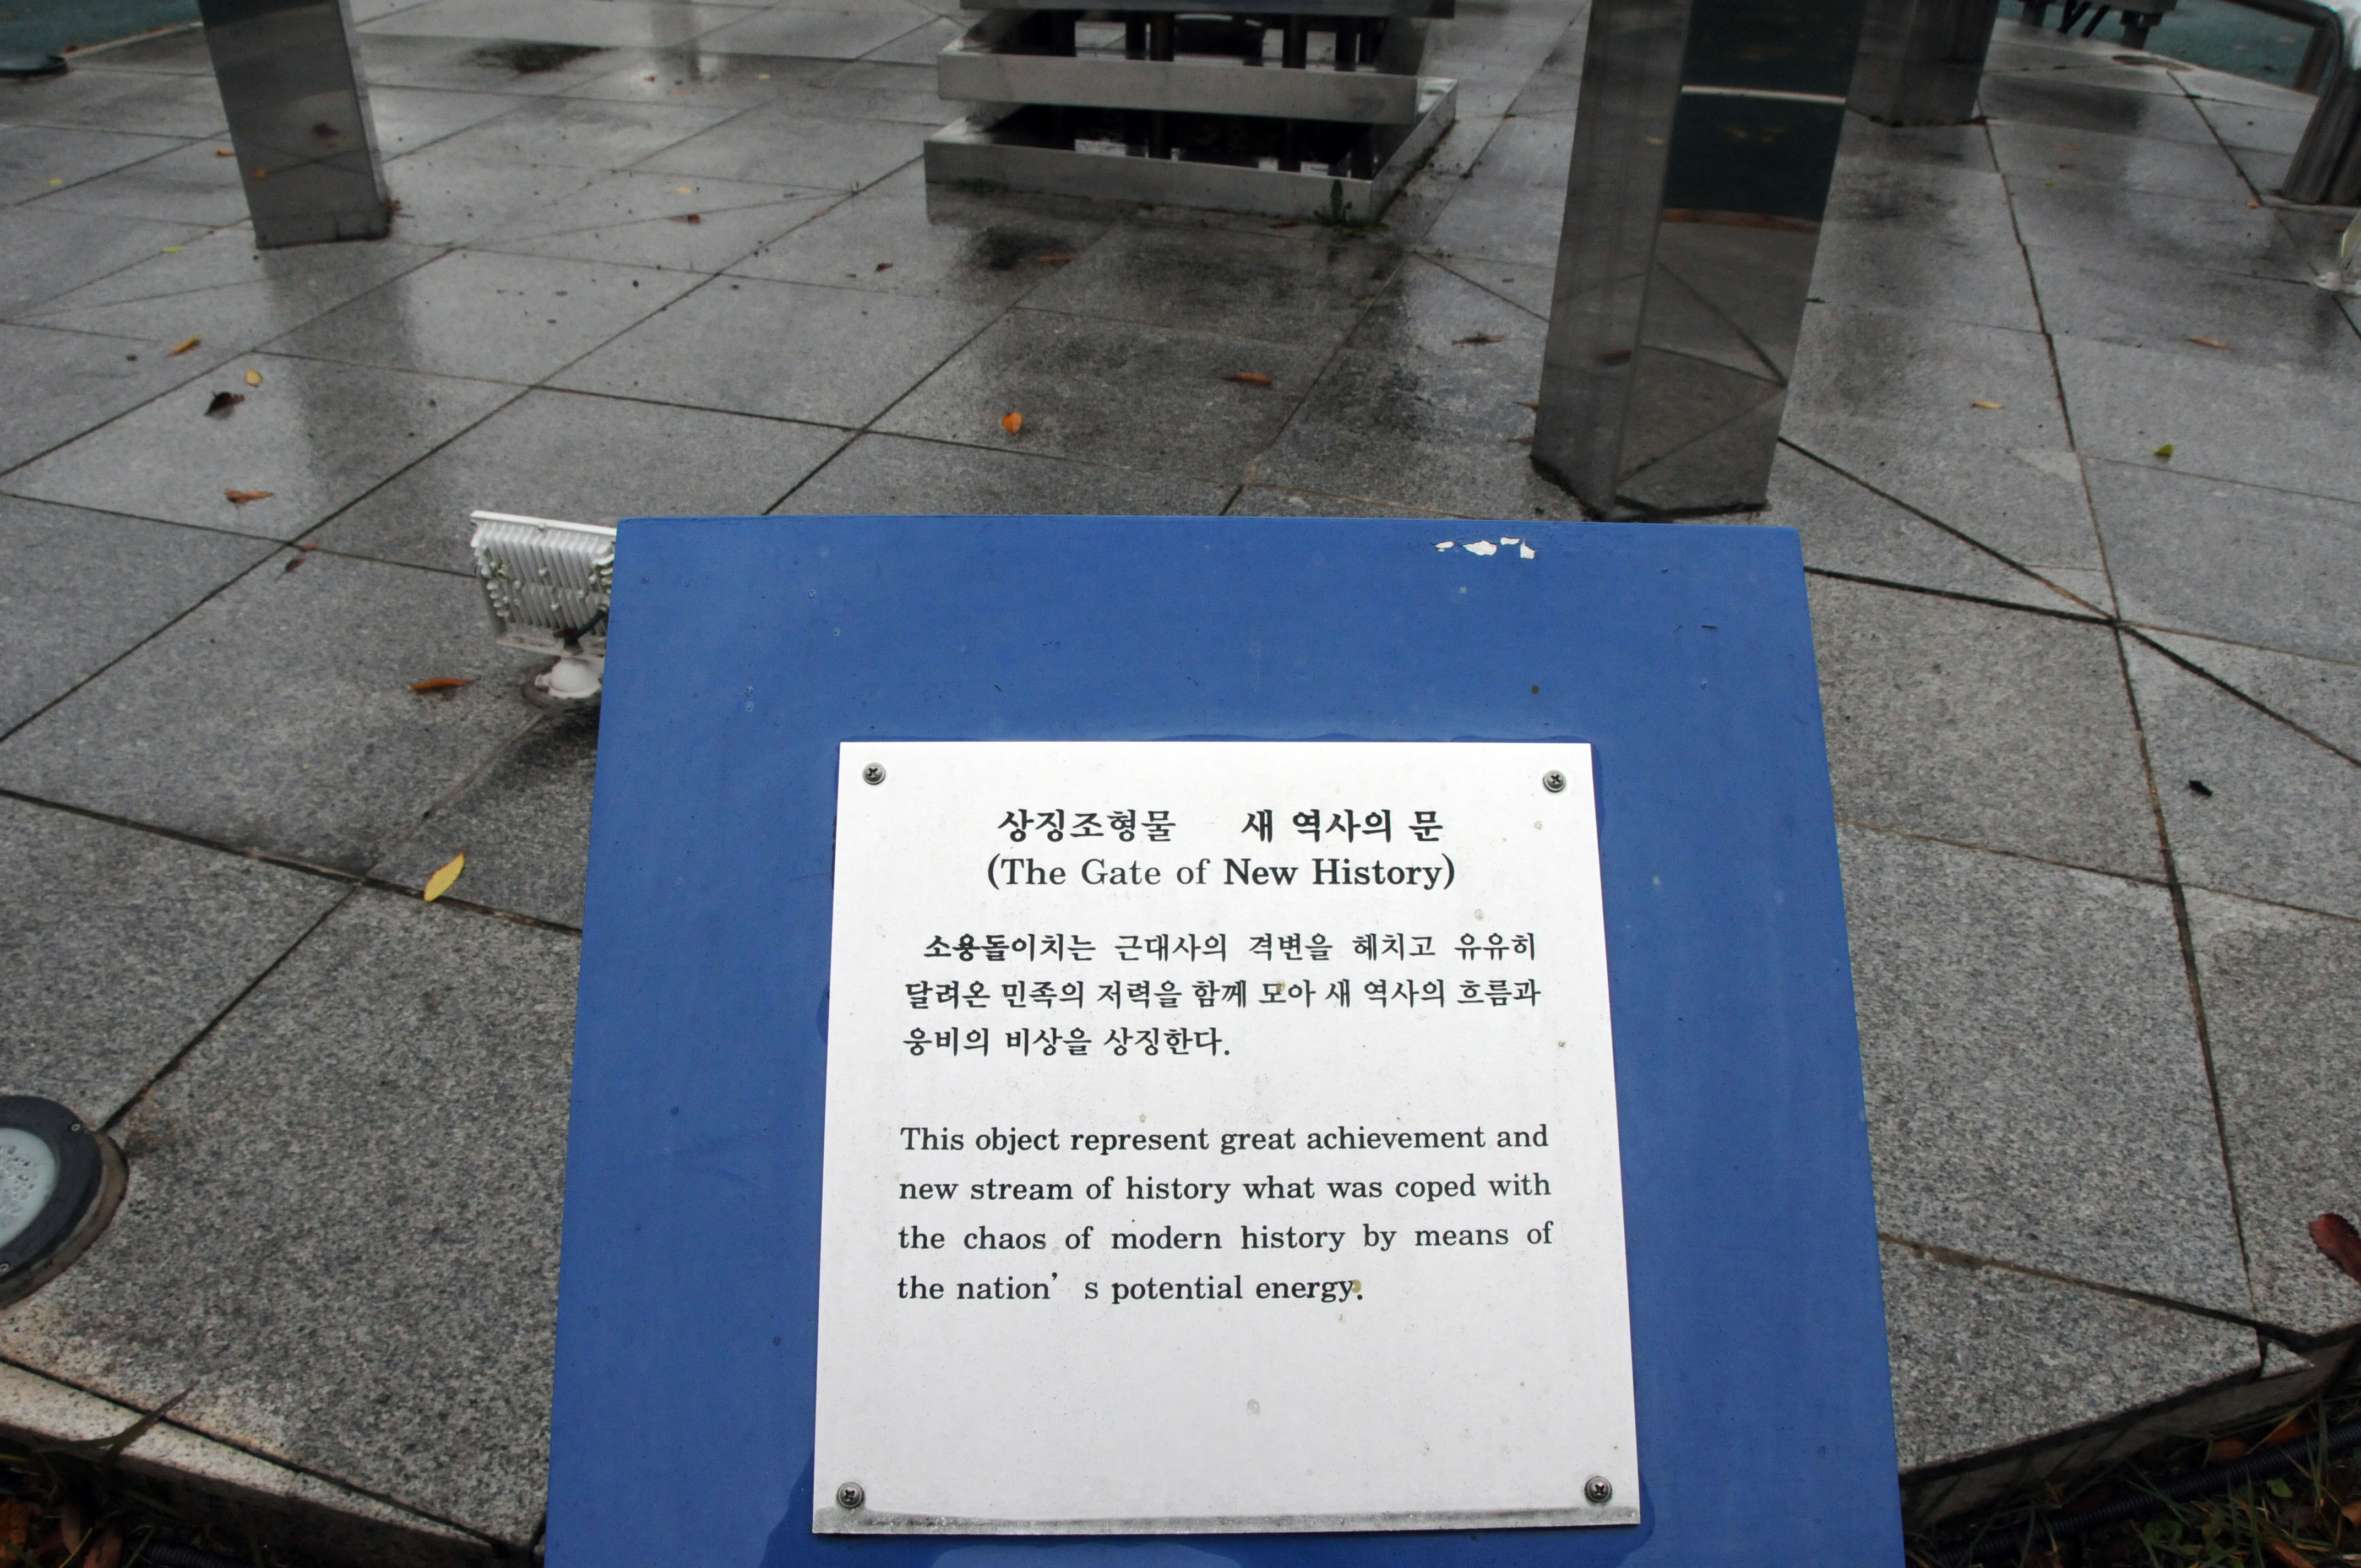 상징조형물 새 역사의 문
(The Gate of New History)
소용돌이치는 근대사의 격변을 헤치고 유유히
달려온 민족의 저력을 함께 모아 새 역사의 흐름과
웅비의 비상을 상징한다.
This object represent great achievement and
new stream of history what was coped with
the chaos of modern history by means of
the nation’ s potential energy.